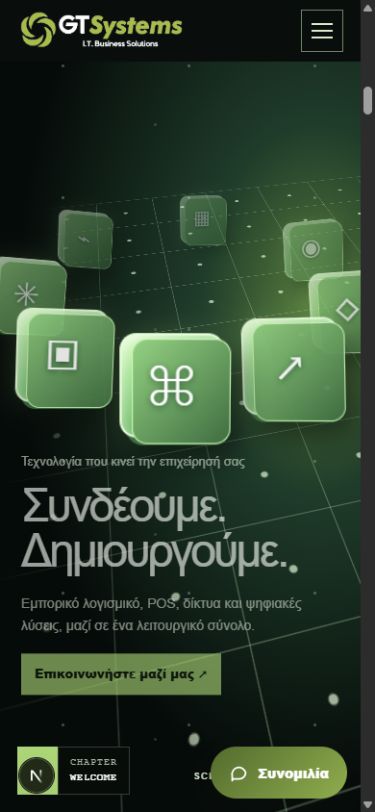 GTSystems
I.T. Business Solutions
Τεχνολογία που κινεί την επιχείρησή σας
Συνδέουμε.
Δημιουργούμε.
Εμπορικό λογισμικό, POS, δίκτυα και ψηφιακές
λύσεις, μαζί σε ένα λειτουργικό σύνολο.
Επικοινωνήστε μαζί μας ↗
N
CHAPTER
WELCOME
Συνομιλία